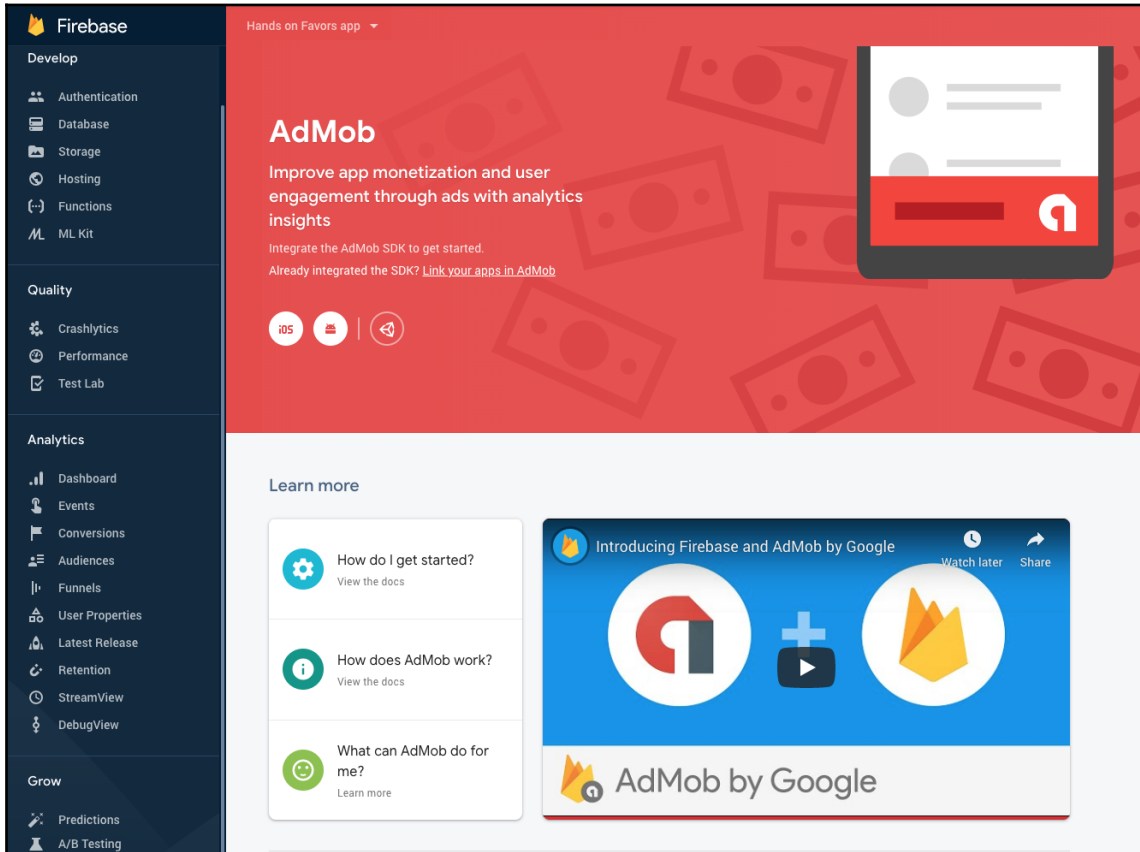 Firebase
Develop
Authentication
Database
Storage
Hosting
Functions
ML Kit
Quality
Crashlytics
Performance
Test Lab
Analytics
Dashboard
Events
Conversions
Audiences
Funnels
User Properties
Latest Release
Retention
StreamView
DebugView
Grow
Predictions
A/B Testing
Hands on Favors app
AdMob
Improve app monetization and user
engagement through ads with analytics
insights
Integrate the AdMob SDK to get started.
Already integrated the SDK? Link your apps in AdMob
iOS
Learn more
How do I get started?
View the docs
How does AdMob work?
View the docs
What can AdMob do for
me?
Learn more
Introducing Firebase and AdMob by Google
Watch later
Share
AdMob by Google